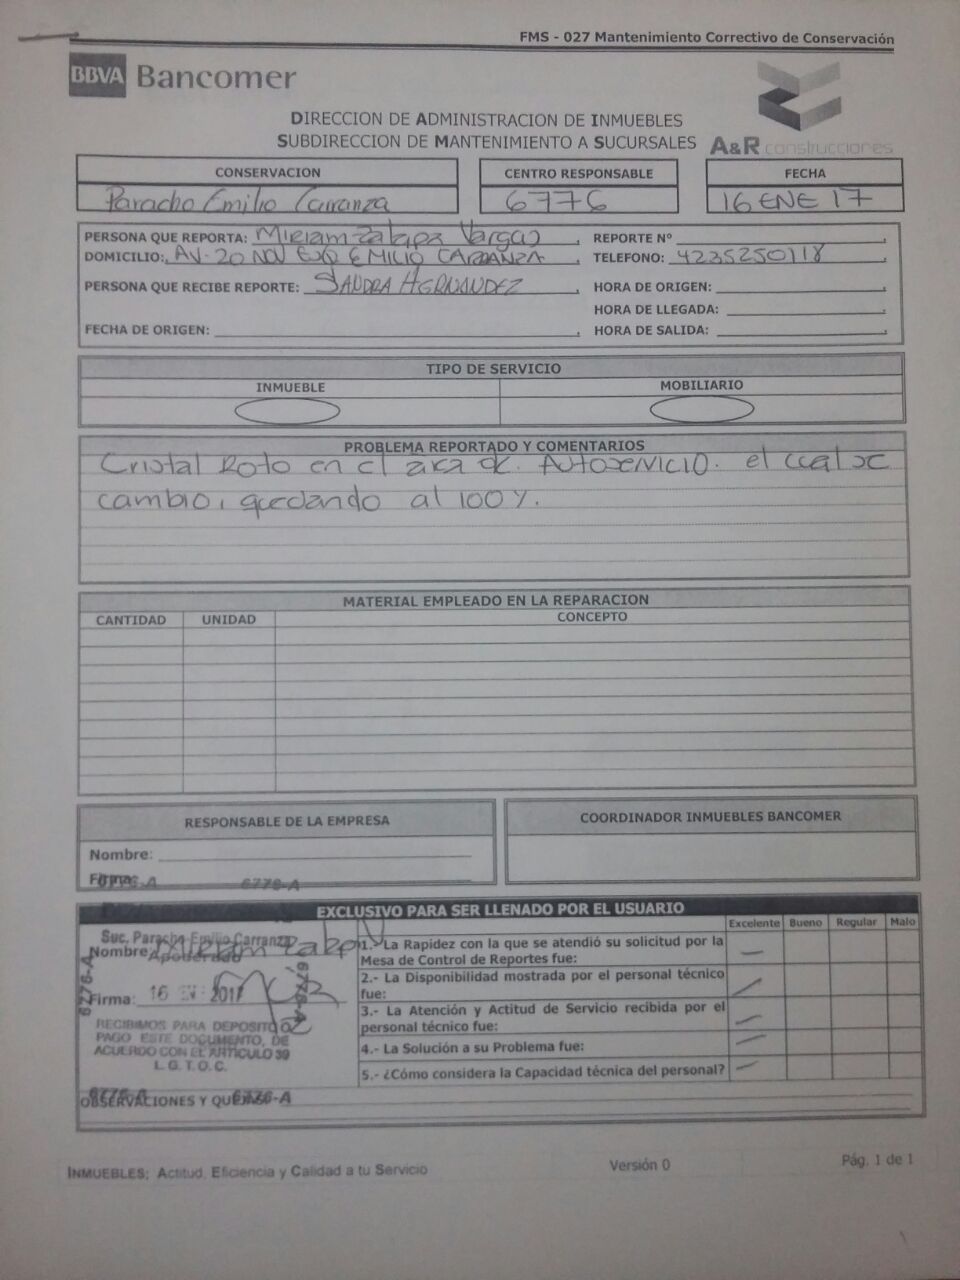 FMS - 027 Mantenimiento Correctivo de Conservación
BBVA Bancomer
DIRECCION DE ADMINISTRACION DE INMUEBLES
SUBDIRECCION DE MANTENIMIENTO A SUCURSALES
A&R construcciones
CONSERVACION
Paracho Emilio Carranza
CENTRO RESPONSABLE
6776
FECHA
16 ENE 17
PERSONA QUE REPORTA: Miriam Zalapa Vargas
REPORTE Nº
DOMICILIO: AV. 20 NOV ESQ EMILIO CARRANZA
TELEFONO: 4235250118
PERSONA QUE RECIBE REPORTE: SANDRA HERNANDEZ
HORA DE ORIGEN:
HORA DE LLEGADA:
FECHA DE ORIGEN:
HORA DE SALIDA:
TIPO DE SERVICIO
INMUEBLE MOBILIARIO
PROBLEMA REPORTADO Y COMENTARIOS
Cristal Roto en el area de AUTOSERVICIO. el cual se
cambio, quedando al 100%.
MATERIAL EMPLEADO EN LA REPARACION
CANTIDAD UNIDAD CONCEPTO
RESPONSABLE DE LA EMPRESA
Nombre:
Firma:
6776-A 6776-A
COORDINADOR INMUEBLES BANCOMER
EXCLUSIVO PARA SER LLENADO POR EL USUARIO
Excelente Bueno Regular Malo
Suc. Paracho Emilio Carranza
Nombre: Miriam
Apoderado
Firma: 16 2017
6776-A 6776-A
RECIBIMOS PARA DEPOSITO O
PAGO ESTE DOCUMENTO, DE
ACUERDO CON EL ARTICULO 39
L. G. T. O. C.
6776-A 6776-A
1.- La Rapidez con la que se atendió su solicitud por la
Mesa de Control de Reportes fue:
2.- La Disponibilidad mostrada por el personal técnico
fue:
3.- La Atención y Actitud de Servicio recibida por el
personal técnico fue:
4.- La Solución a su Problema fue:
5.- ¿Cómo considera la Capacidad técnica del personal?
OBSERVACIONES Y QUEJAS:
INMUEBLES; Actitud, Eficiencia y Calidad a tu Servicio
Versión 0
Pág. 1 de 1